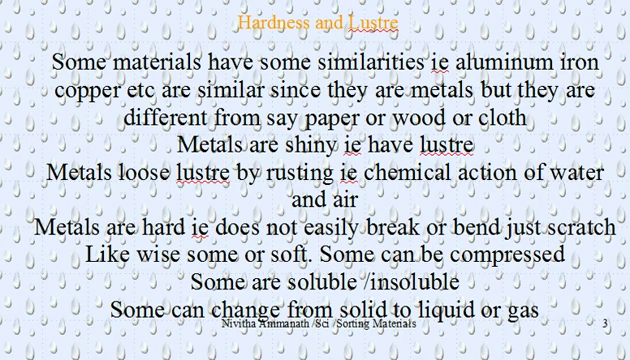 Hardness and Lustre
Some materials have some similarities ie aluminum iron
copper etc are similar since they are metals but they are
different from say paper or wood or cloth
Metals are shiny ie have lustre
Metals loose lustre by rusting ie chemical action of water
and air
Metals are hard ie does not easily break or bend just scratch
Like wise some or soft. Some can be compressed
Some are soluble /insoluble
Some can change from solid to liquid or gas
Nivitha Ammanath /Sci /Sorting Materials
3